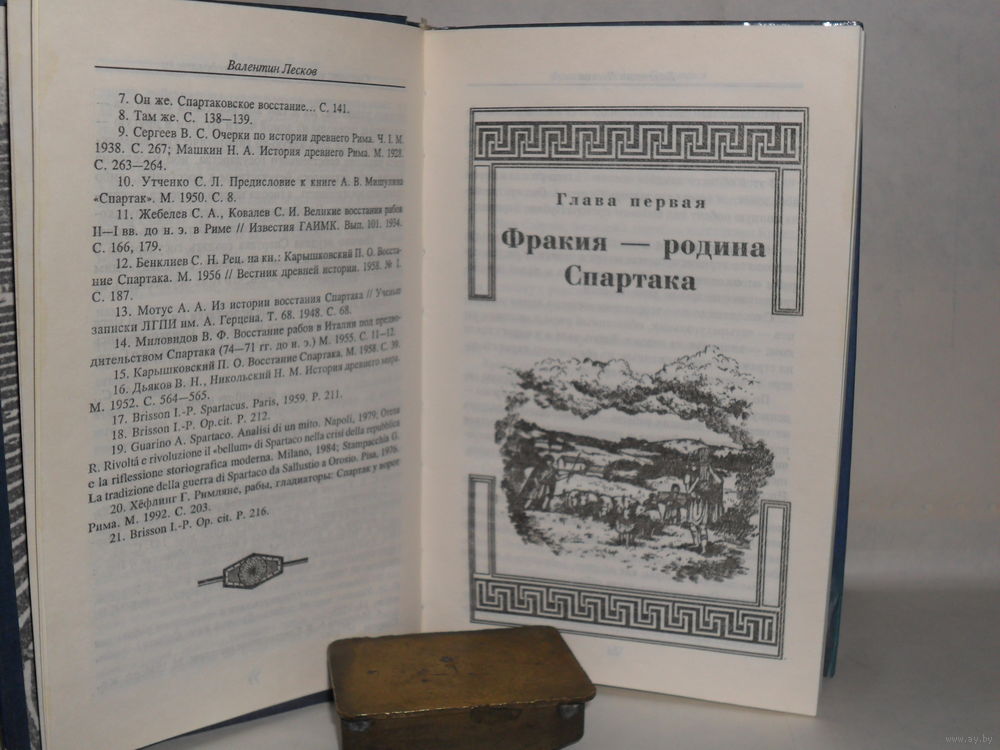 Валентин Лесков
7. Он же. Спартаковское восстание... С. 141.
8. Там же. С. 138—139.
9. Сергеев В. С. Очерки по истории древнего Рима. Ч. I. М.
1938. С. 267; Машкин Н. А. История древнего Рима. М. 1928.
С. 263—264.
10. Утченко С. Л. Предисловие к книге А. В. Мишулина
«Спартак». М. 1950. С. 8.
11. Жебелев С. А., Ковалев С. И. Великие восстания рабов
II—I вв. до н. э. в Риме // Известия ГАИМК. Вып. 101. 1934.
С. 166, 179.
12. Бенклиев С. Н. Рец. на кн.: Карышковский П. О. Восста-
ние Спартака. М. 1956 // Вестник древней истории. 1958. № 1.
С. 187.
13. Мотус А. А. Из истории восстания Спартака // Ученые
записки ЛГПИ им. А. Герцена. Т. 68. 1948. С. 68.
14. Миловидов В. Ф. Восстание рабов в Италии под предво-
дительством Спартака (74—71 гг. до н. э.) М. 1955. С. 11—12.
15. Карышковский П. О. Восстание Спартака. М. 1958. С. 39.
16. Дьяков В. Н., Никольский Н. М. История древнего мира.
М. 1952. С. 564—565.
17. Brisson I.-P. Spartacus. Paris, 1959. P. 211.
18. Brisson I.-P. Op.cit. P. 212.
19. Guarino A. Spartaco. Analisi di un mito. Napoli, 1979; Orena
R. Rivoltá e rivoluzione il «bellum» di Spartaco nella crisi della repubblica
e la riflessione storiografica moderna. Milano, 1984; Stampacchia G.
La tradizione della guerra di Spartaco da Sallustio a Orosio. Pisa, 1976.
20. Хёфлинг Г. Римляне, рабы, гладиаторы: Спартак у ворот
Рима. М. 1992. С. 203.
21. Brisson I.-P. Op. cit. P. 216.
Глава первая
Фракия — родина
Спартака
www.ay.by